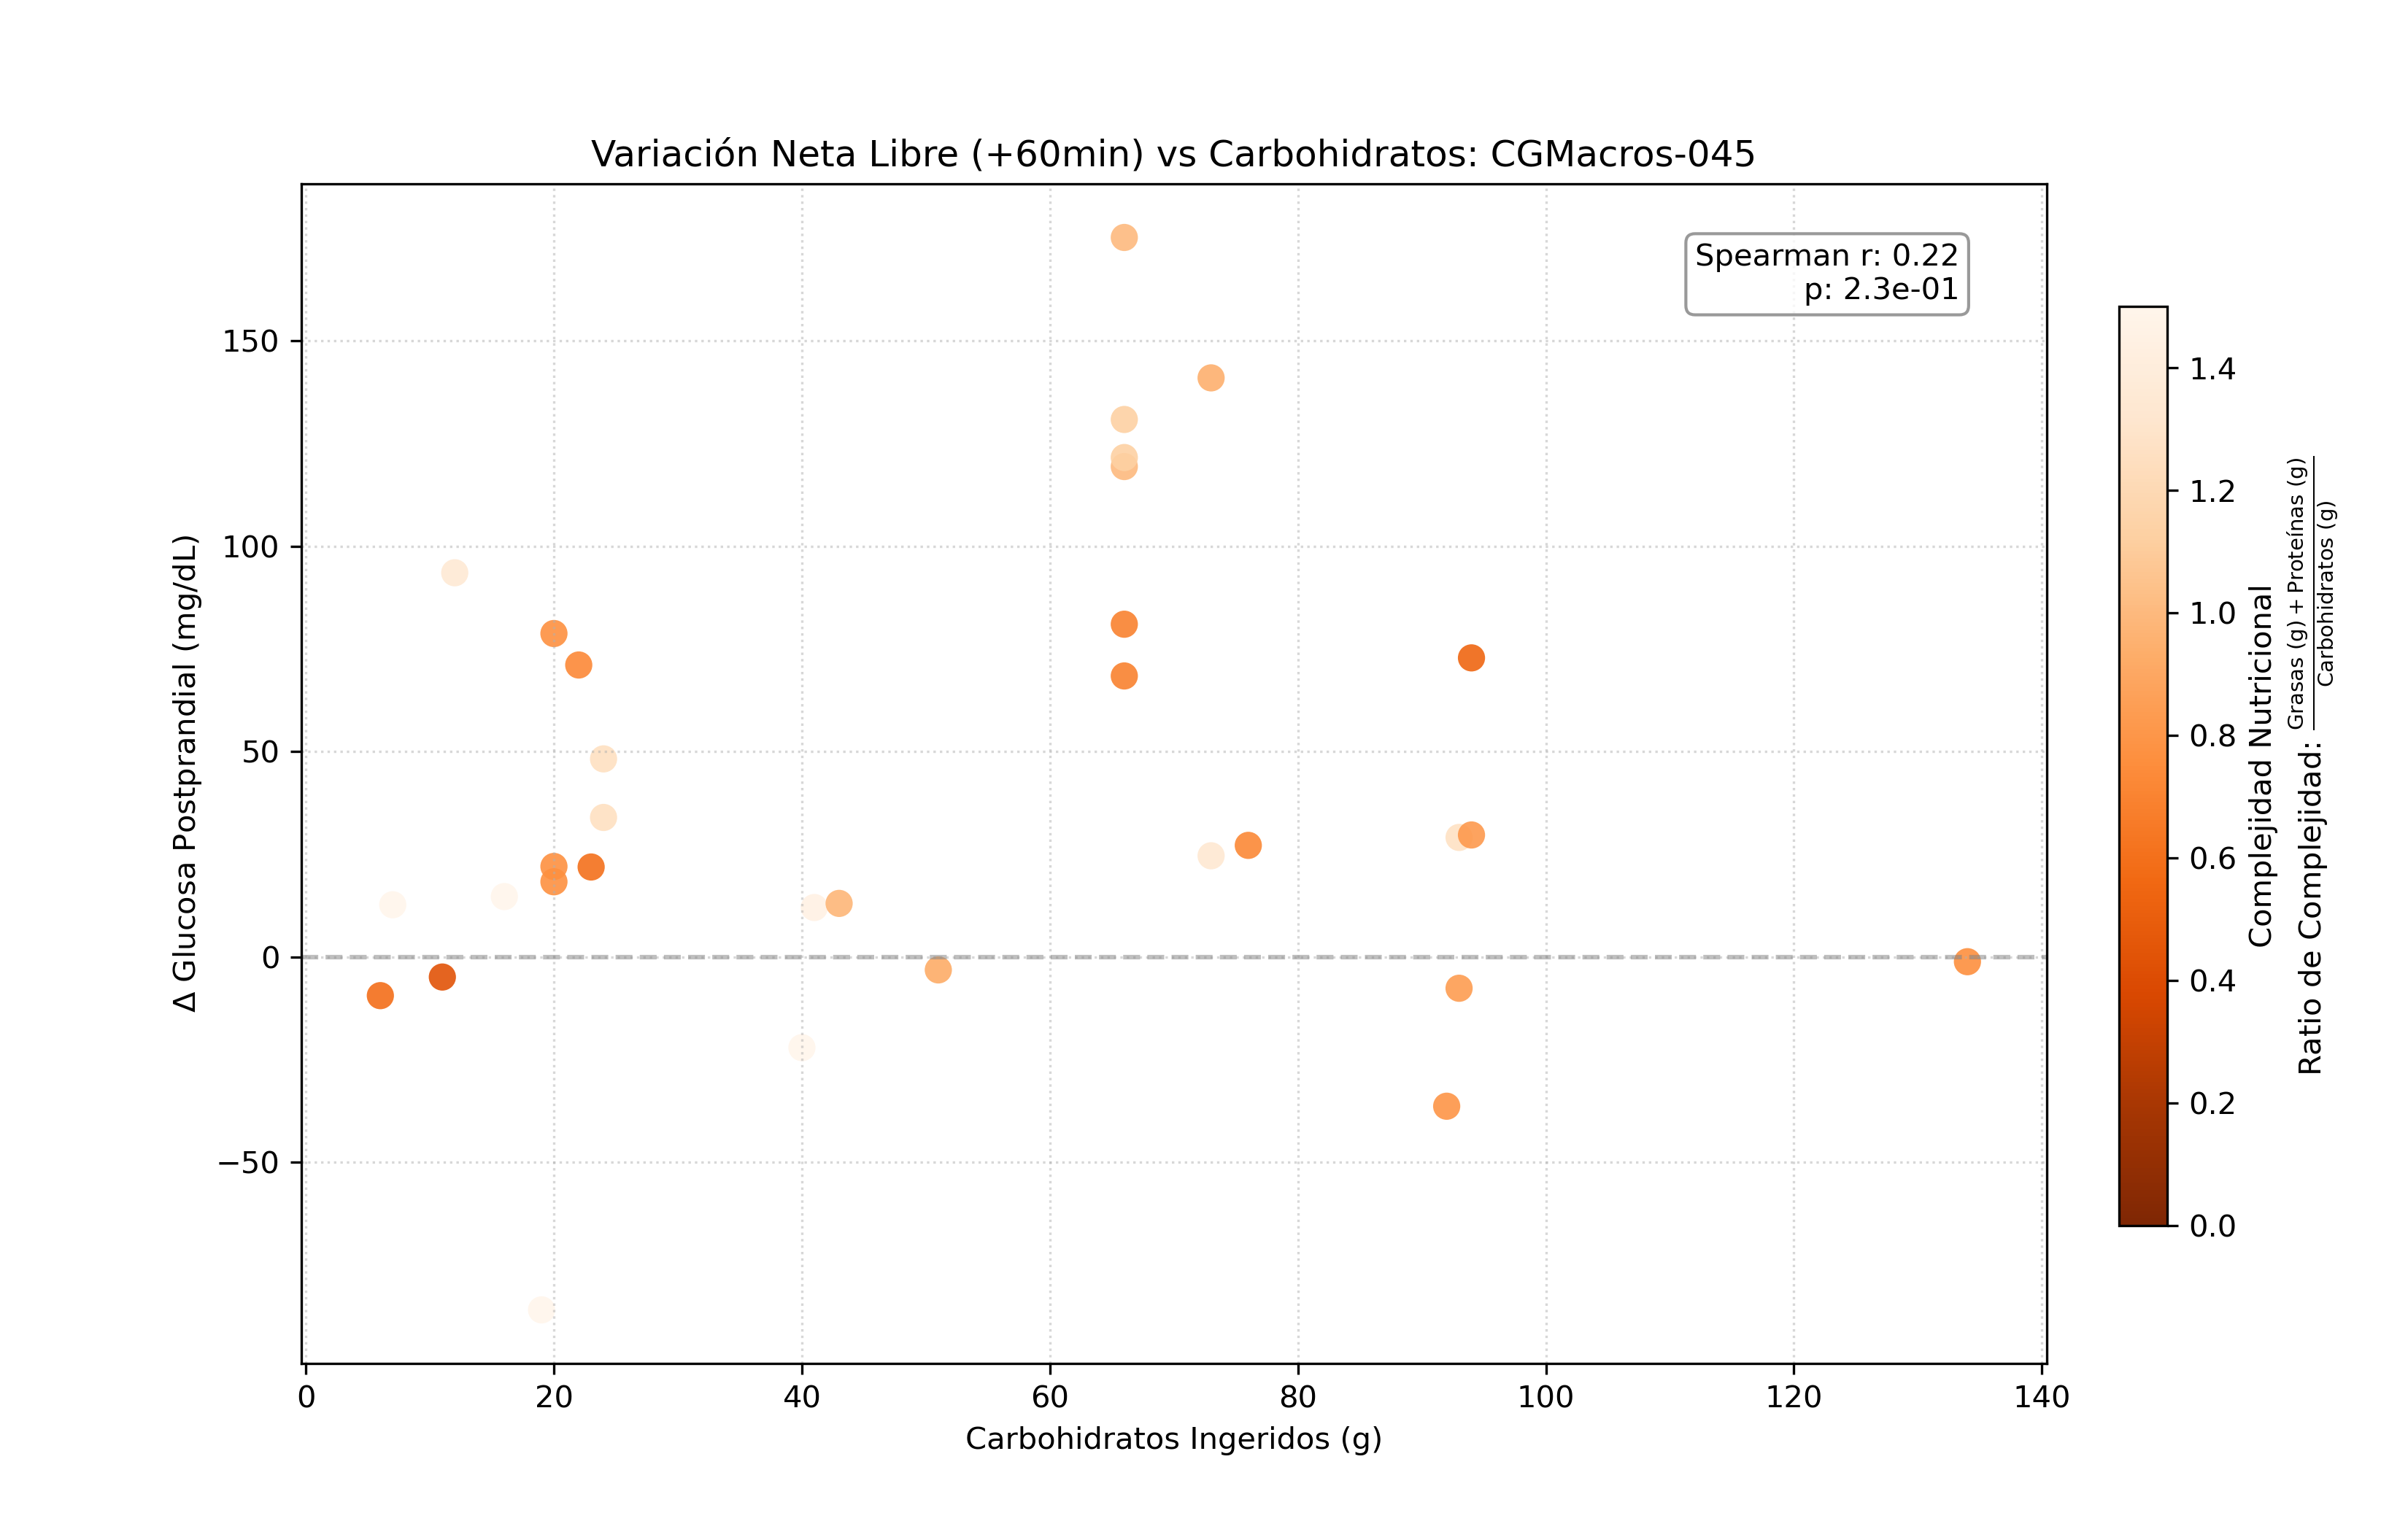 Variación Neta Libre (+60min) vs Carbohidratos: CGMacros-045
Spearman r: 0.22
p: 2.3e-01
Δ Glucosa Postprandial (mg/dL)
150
100
50
0
−50
0
20
40
60
80
100
120
140
Carbohidratos Ingeridos (g)
1.4
1.2
1.0
0.8
0.6
0.4
0.2
0.0
Complejidad Nutricional
Ratio de Complejidad: Grasas (g) + Proteínas (g)
Carbohidratos (g)